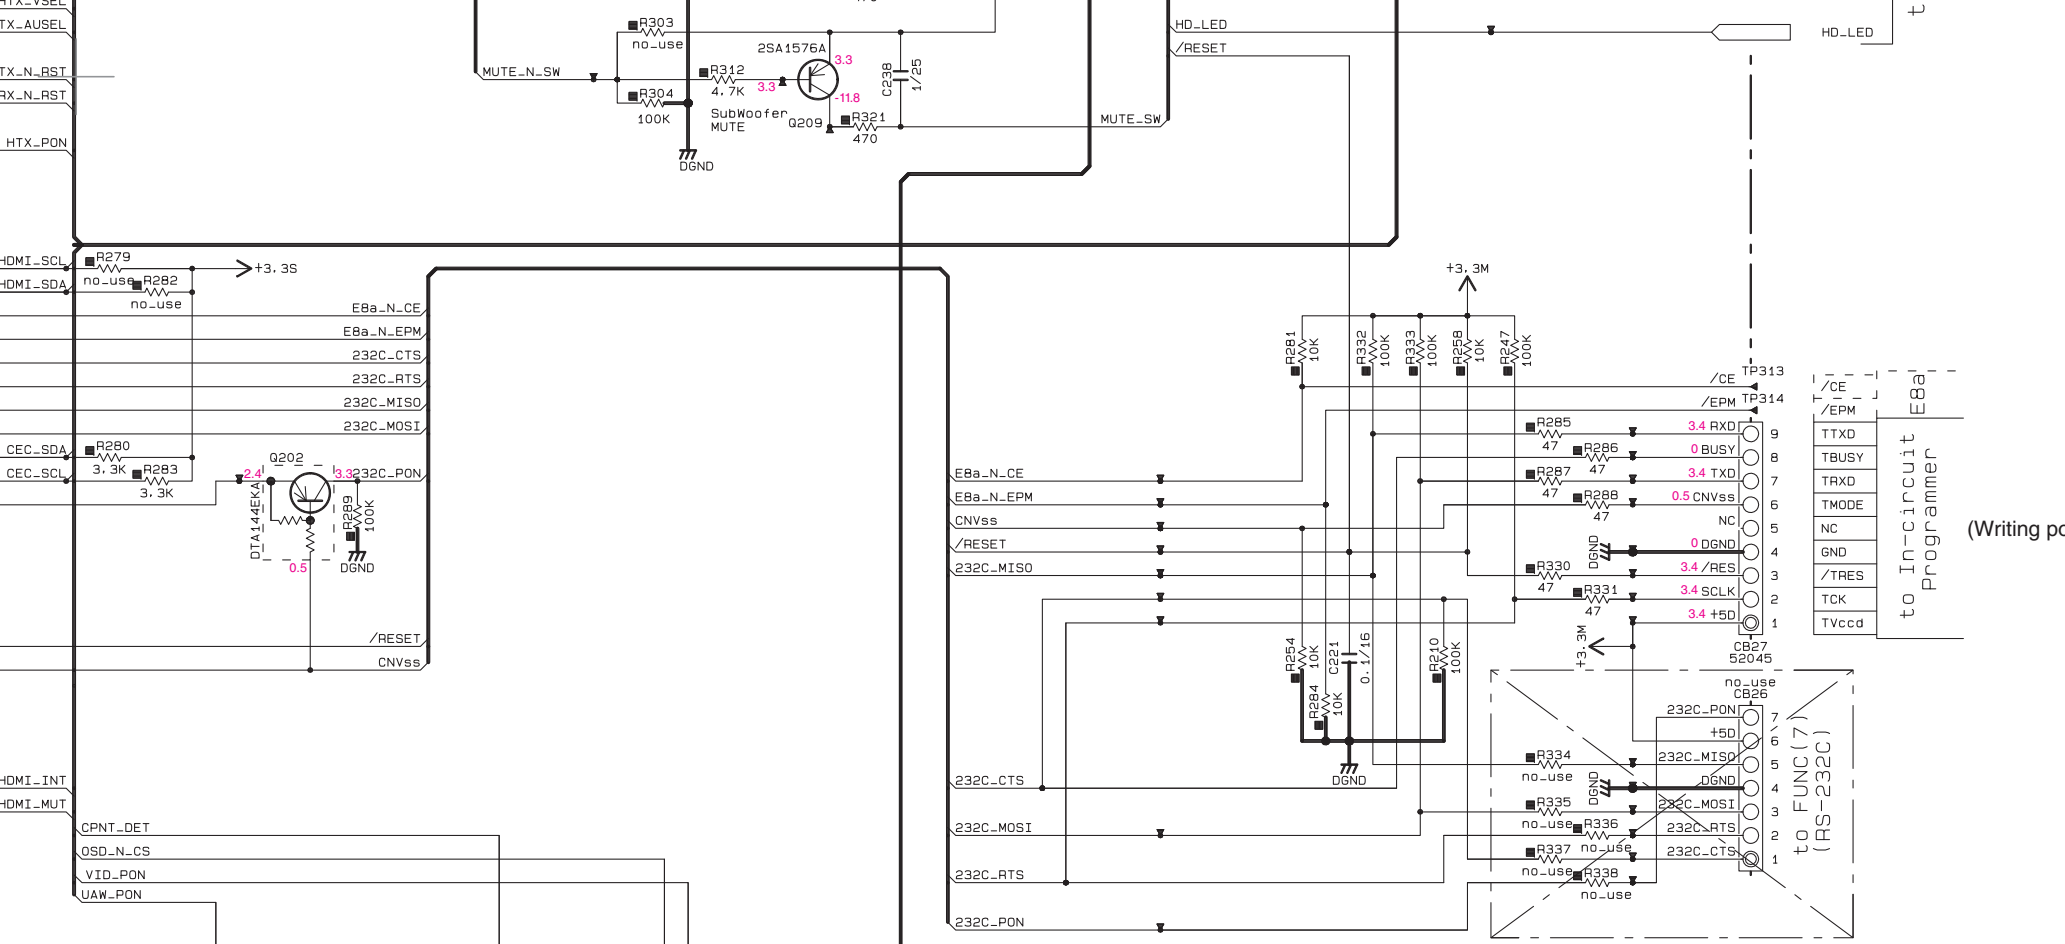 TX_AUSEL
TX_N_RST
RX_N_RST
HTX_PON
MUTE_N_SW
R303
no_use
R312
4.7K
R304
100K
DGND
2SA1576A
3.3
3.3
-11.8
SubWoofer
MUTE
Q209
R321
470
C238
1/25
MUTE_SW
HD_LED
/RESET
HD_LED
HDMI_SCL
HDMI_SDA
R279
no_use
R282
no_use
+3.3S
E8a_N_CE
E8a_N_EPM
232C_CTS
232C_RTS
232C_MISO
232C_MOSI
CEC_SDA
CEC_SCL
R280
3.3K
R283
3.3K
Q202
2.4
3.3
232C_PON
DTA144EKA
R289
100K
0.5
DGND
/RESET
CNVss
HDMI_INT
HDMI_MUT
CPNT_DET
OSD_N_CS
VID_PON
UAW_PON
E8a_N_CE
E8a_N_EPM
CNVss
/RESET
232C_MISO
232C_CTS
232C_MOSI
232C_RTS
232C_PON
+3.3M
R281
10K
R332
100K
R333
100K
R258
10K
R247
100K
R254
10K
R284
10K
C221
0.1/16
R210
100K
DGND
TP313
/CE
TP314
/EPM
R285
47
R286
47
R287
47
R288
47
R330
47
R331
47
3.4 RXD 9
0 BUSY 8
3.4 TXD 7
0.5 CNVss 6
NC 5
DGND
0 DGND 4
3.4 /RES 3
3.4 SCLK 2
3.4 +5D 1
CB27
52045
+3.3M
/CE
/EPM
TTXD
TBUSY
TRXD
TMODE
NC
GND
/TRES
TCK
TVccd
E8a
to In-circuit
Programmer
(Writing po
no_use
CB26
232C_PON 7
+5D 6
232C_MISO 5
DGND
DGND 4
232C_MOSI 3
232C_RTS 2
232C_CTS 1
R334
no_use
R335
no_use
R336
no_use
R337
no_use
R338
no_use
to FUNC(7)
(RS-232C)